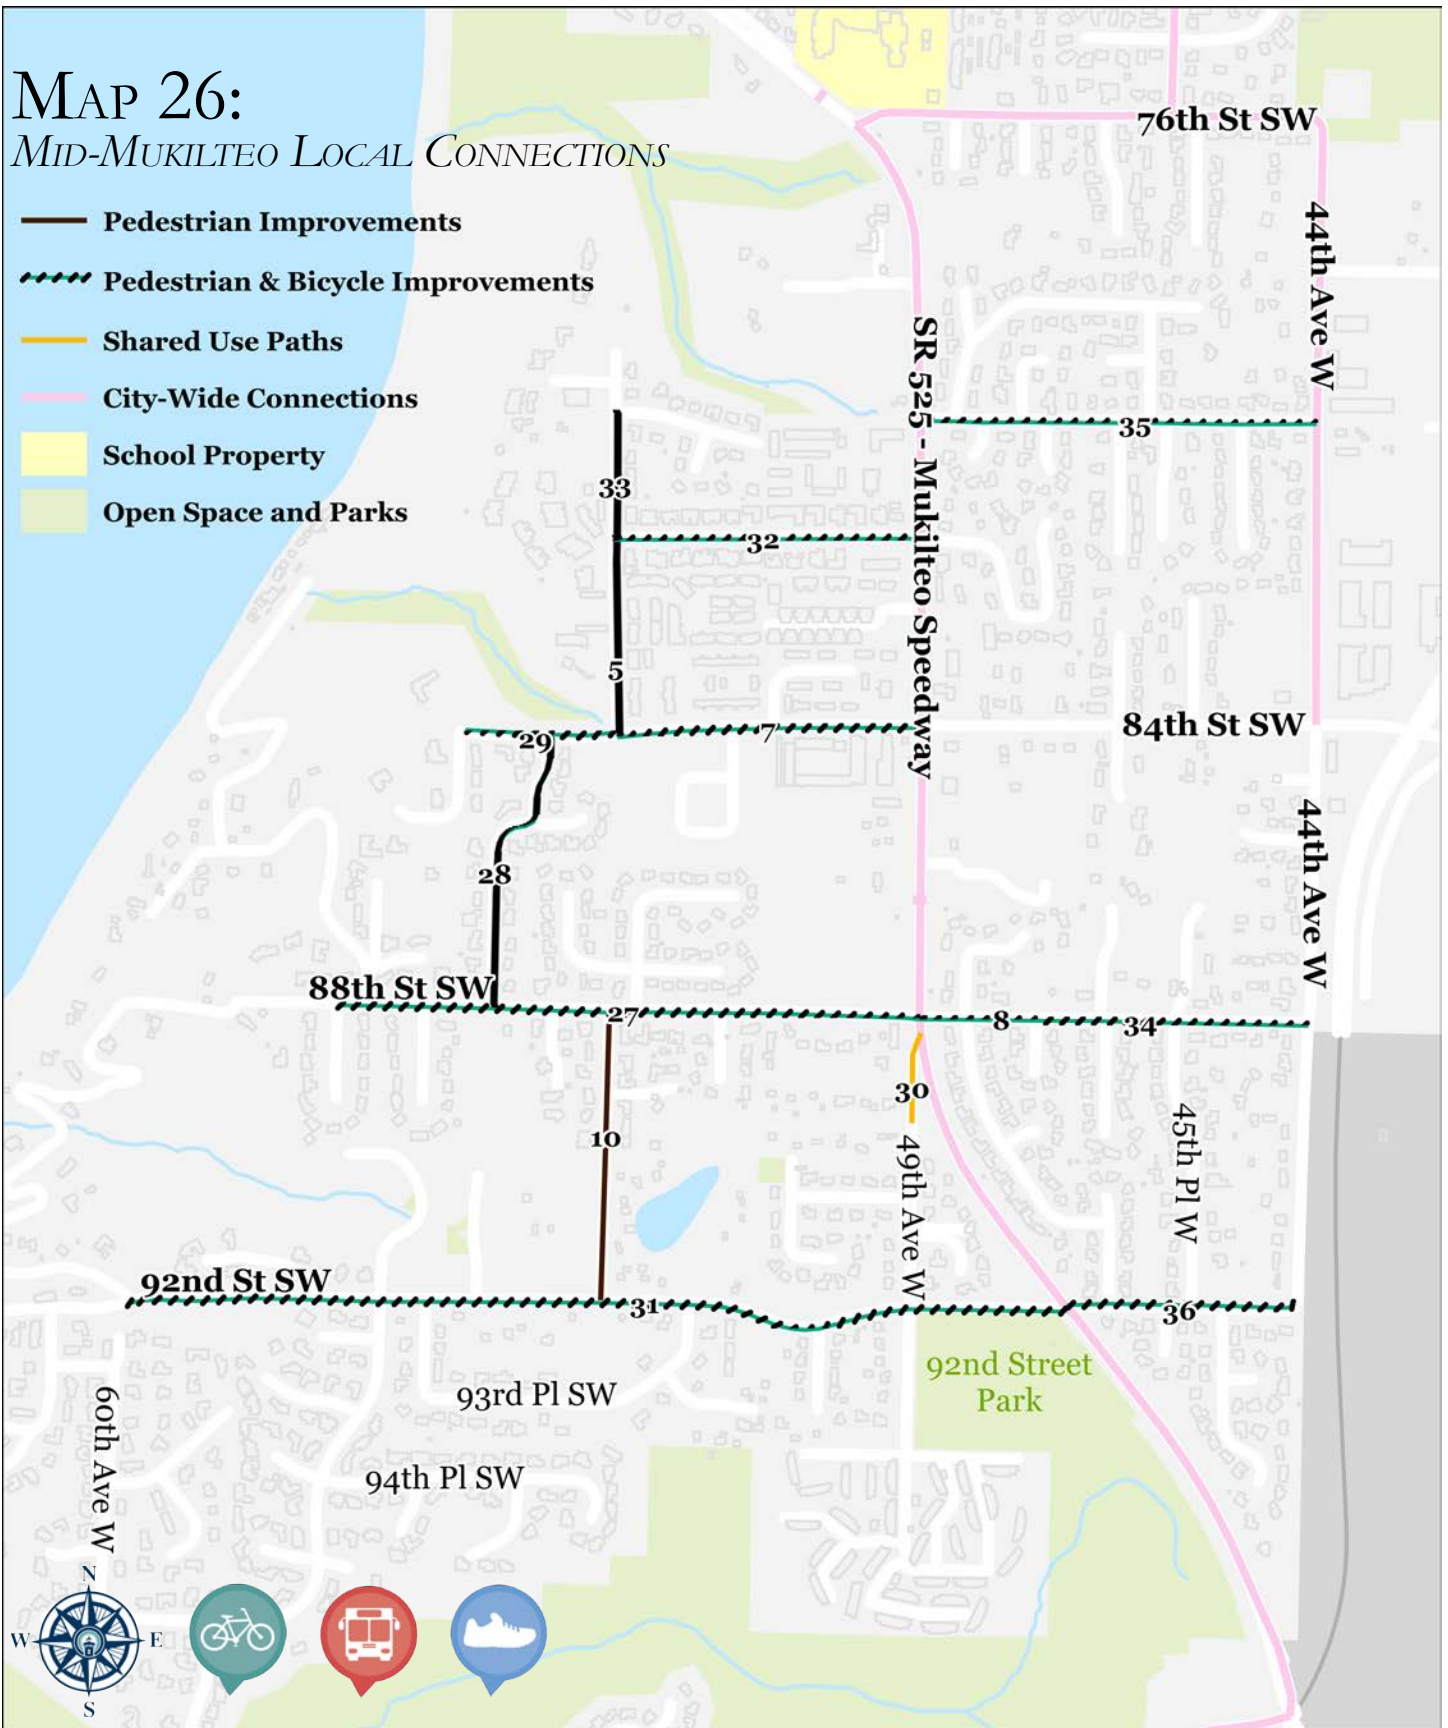 MAP 26:
MID-MUKILTEO LOCAL CONNECTIONS
Pedestrian Improvements
Pedestrian & Bicycle Improvements
Shared Use Paths
City-Wide Connections
School Property
Open Space and Parks
76th St SW
44th Ave W
SR 525 - Mukilteo Speedway
35
33
32
5
84th St SW
7
29
44th Ave W
28
88th St SW
27
8
34
30
10
45th Pl W
49th Ave W
92nd St SW
31
36
92nd Street
Park
93rd Pl SW
60th Ave W
94th Pl SW
N
W
E
S